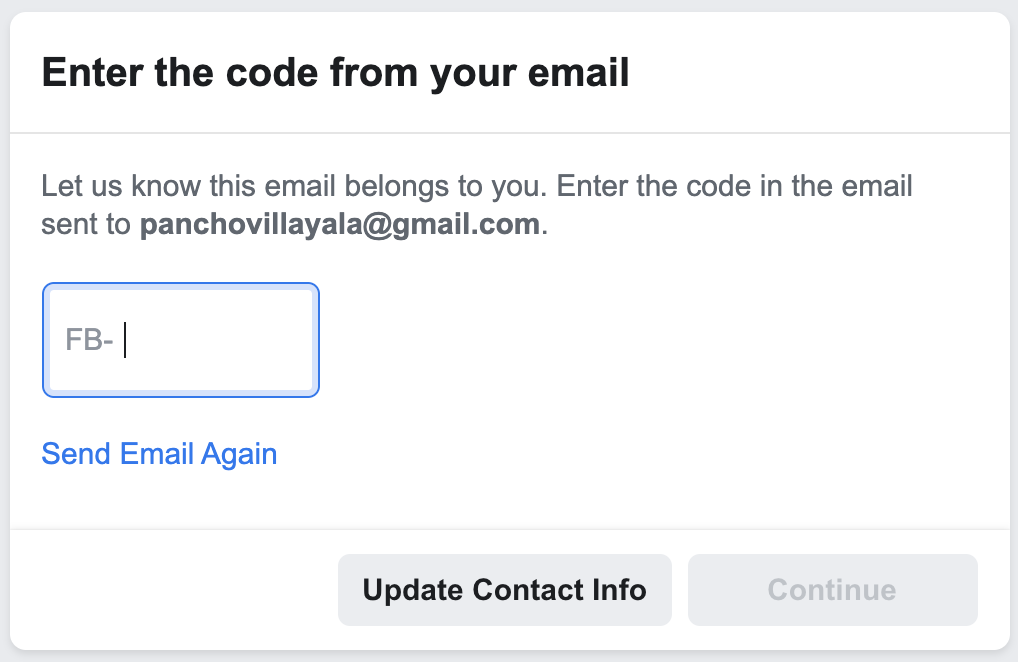 Enter the code from your email
Let us know this email belongs to you. Enter the code in the email
sent to panchovillayala@gmail.com.
FB-
Send Email Again
Update Contact Info
Continue